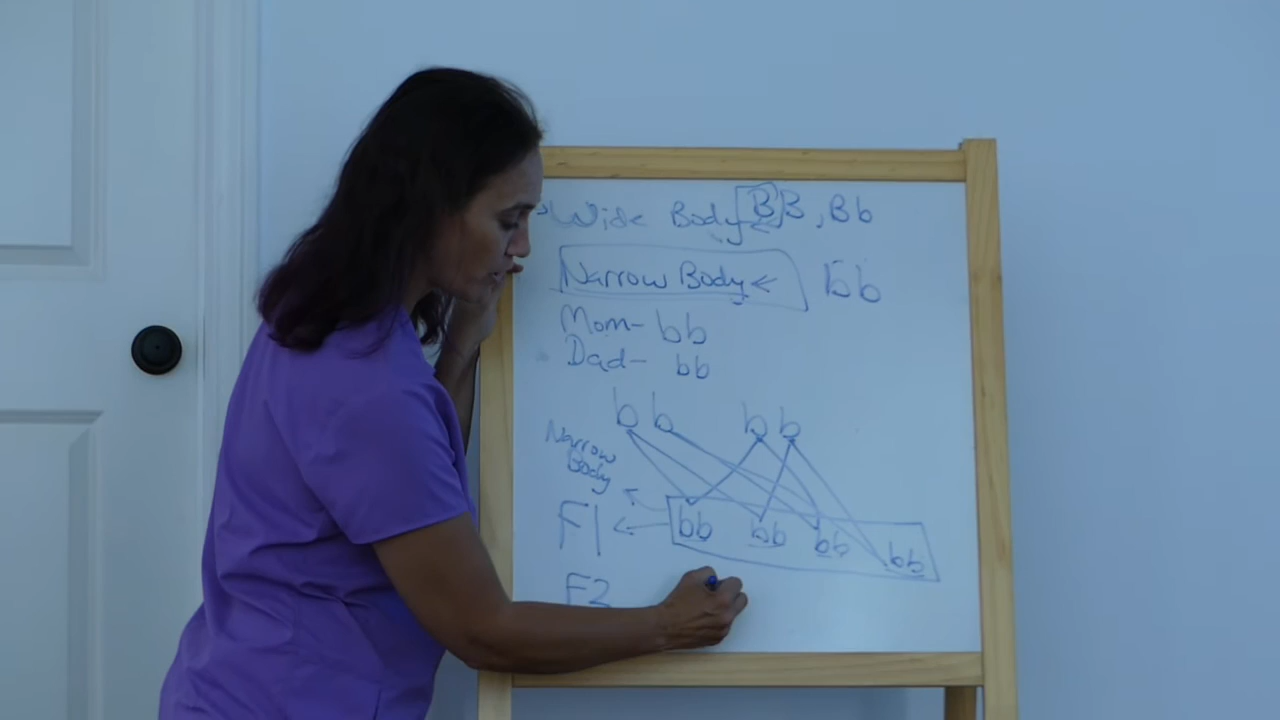 Wide Body BB, Bb
Narrow Body← bb
Mom- bb
Dad- bb
b b b b
Narrow
Body
F1 ← bb bb bb bb
F2